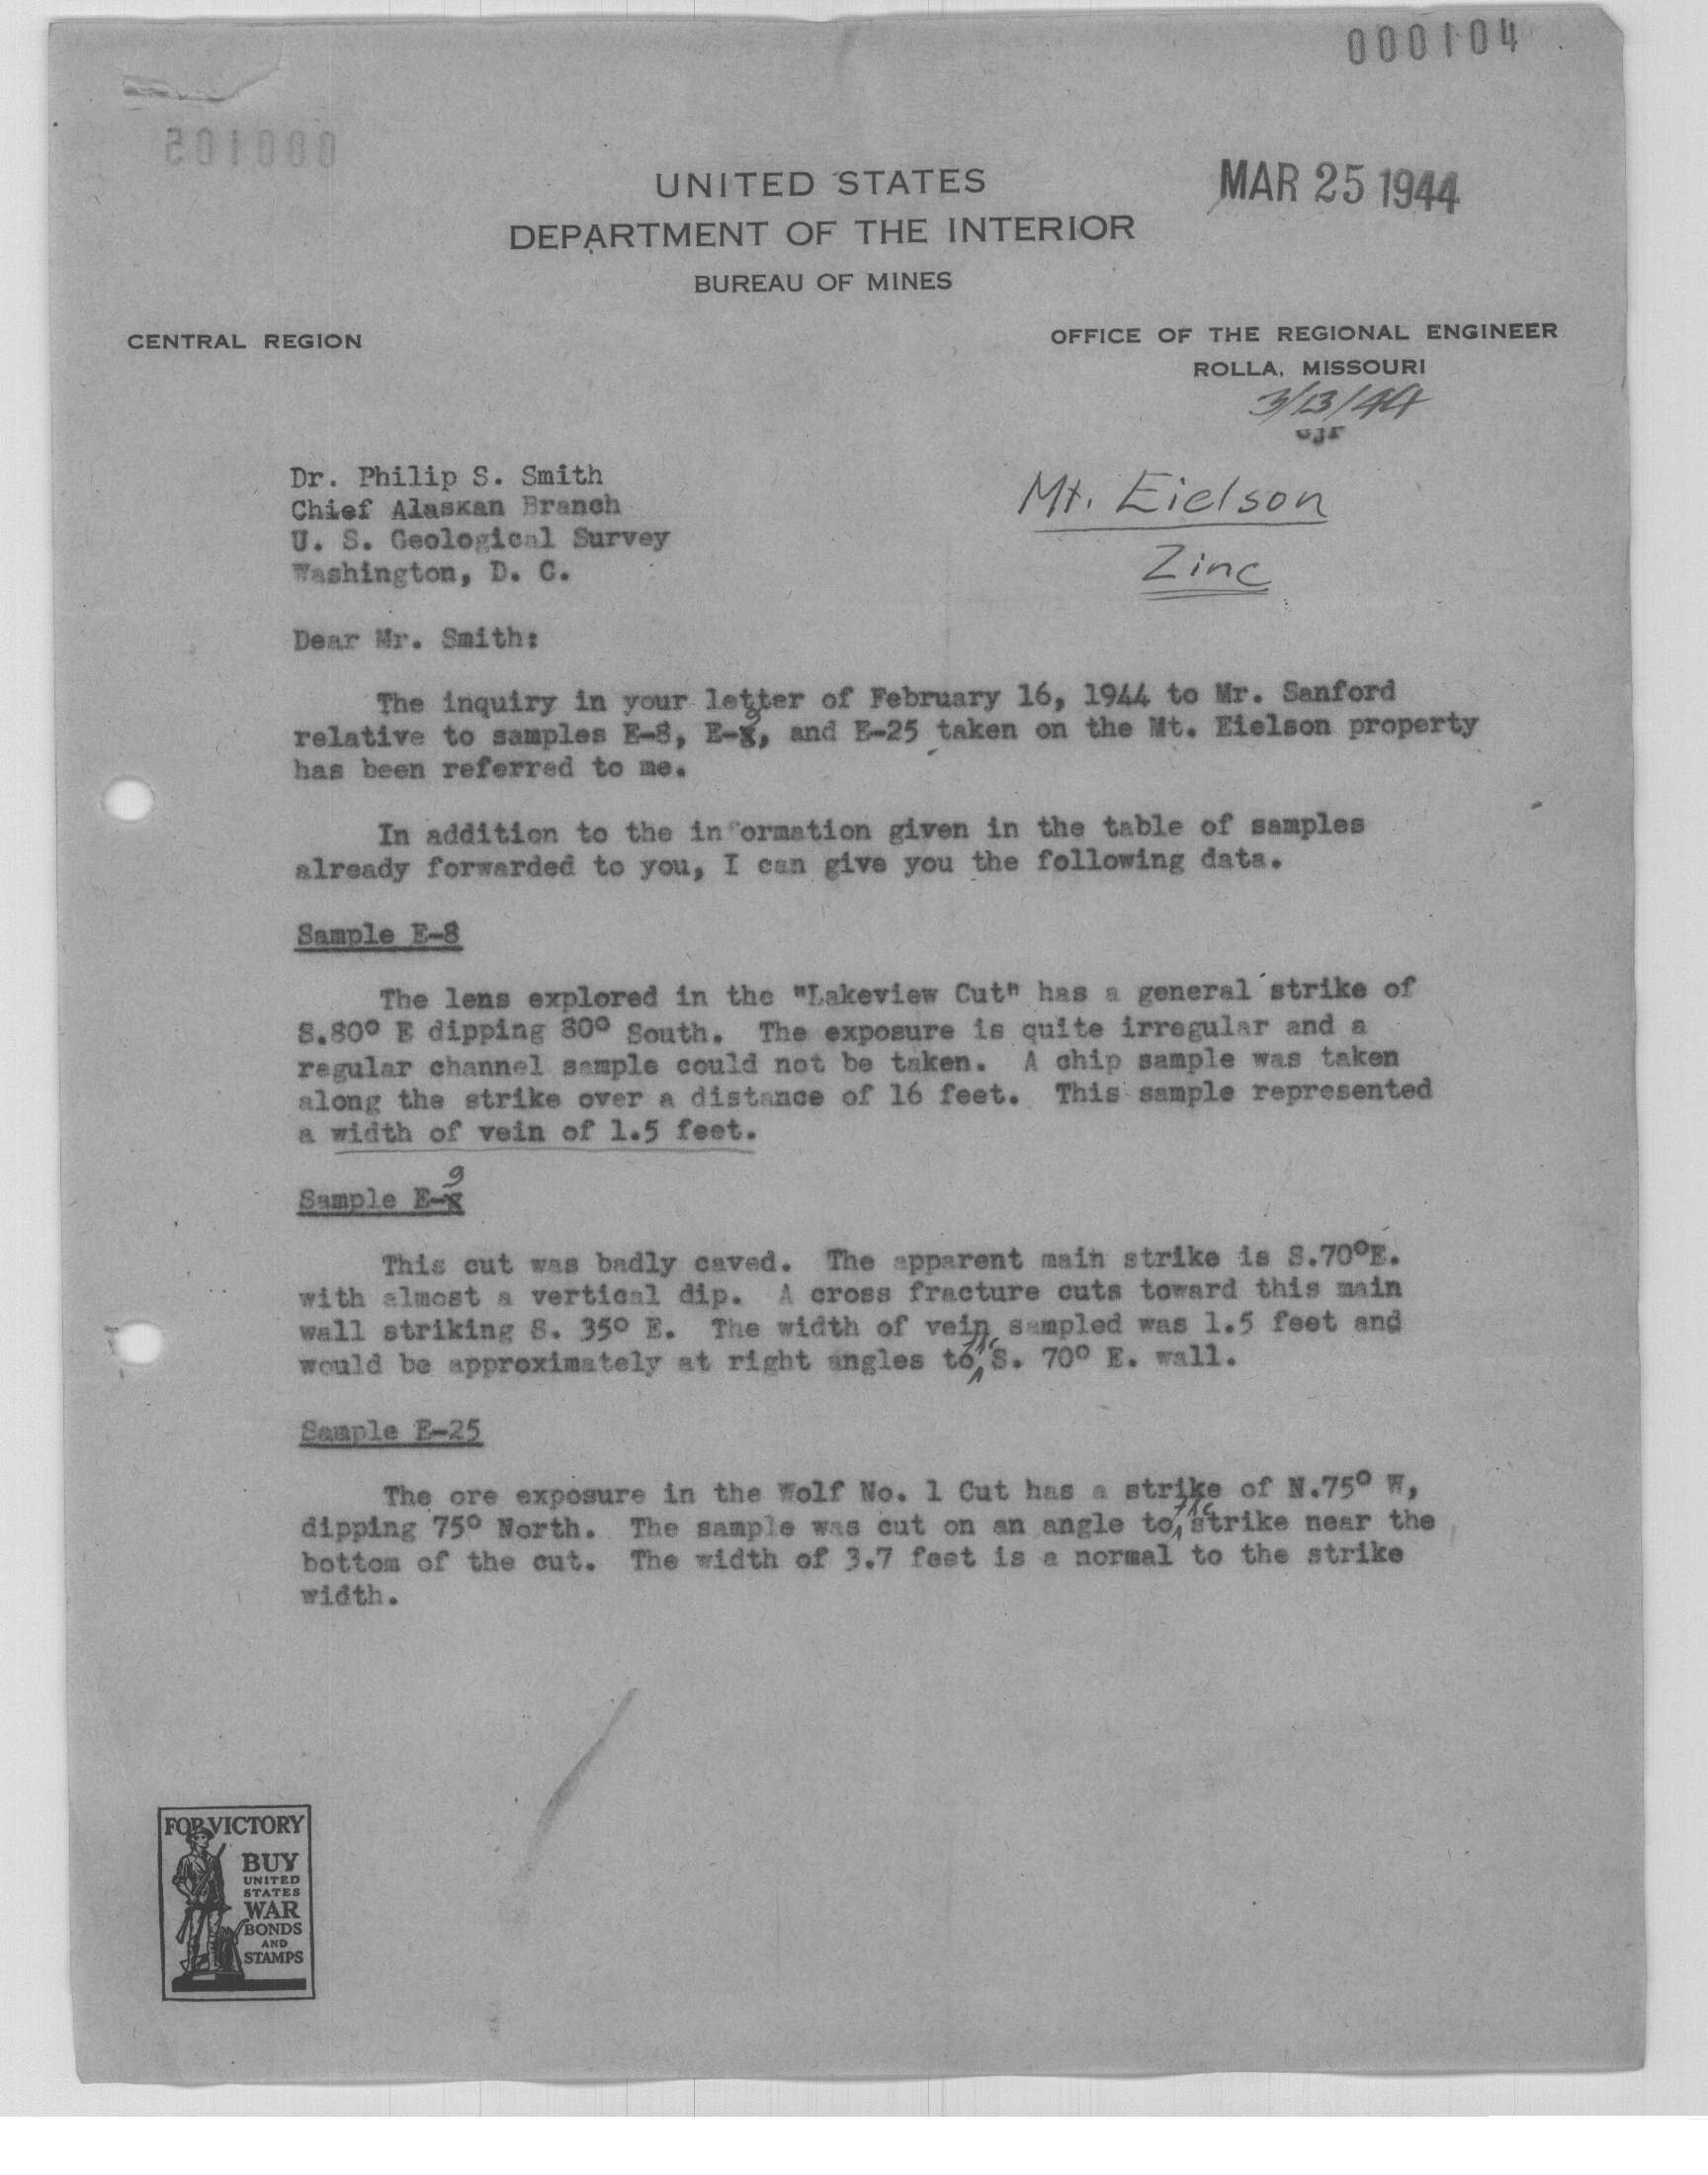 000104
000105
UNITED STATES
MAR 25 1944
DEPARTMENT OF THE INTERIOR
BUREAU OF MINES
CENTRAL REGION
OFFICE OF THE REGIONAL ENGINEER
ROLLA, MISSOURI
3/13/44
Dr. Philip S. Smith
Chief Alaskan Branch
U. S. Geological Survey
Washington, D. C.
Mt. Eielson
Zinc
Dear Mr. Smith:
The inquiry in your letter of February 16, 1944 to Mr. Sanford
relative to samples E-8, E-9, and E-25 taken on the Mt. Eielson property
has been referred to me.
In addition to the information given in the table of samples
already forwarded to you, I can give you the following data.
Sample E-8
The lens explored in the "Lakeview Cut" has a general strike of
S.80° E dipping 80° South. The exposure is quite irregular and a
regular channel sample could not be taken. A chip sample was taken
along the strike over a distance of 16 feet. This sample represented
a width of vein of 1.5 feet.
Sample E-9
This cut was badly caved. The apparent main strike is S.70°E.
with almost a vertical dip. A cross fracture cuts toward this main
wall striking S. 35° E. The width of vein sampled was 1.5 feet and
would be approximately at right angles to the S. 70° E. wall.
Sample E-25
The ore exposure in the Wolf No. 1 Cut has a strike of N.75° W,
dipping 75° North. The sample was cut on an angle to the strike near the
bottom of the cut. The width of 3.7 feet is a normal to the strike
width.
FOR VICTORY
BUY
UNITED
STATES
WAR
BONDS
AND
STAMPS